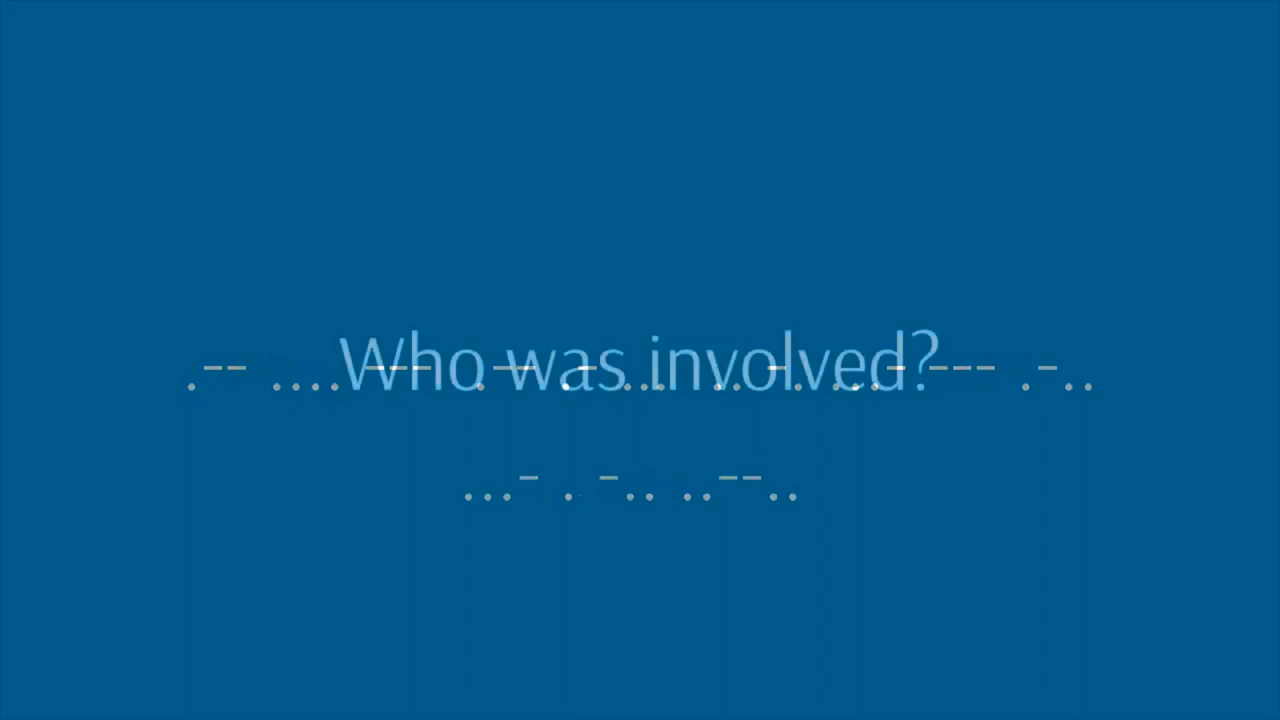 Who was involved?
.-- .... --- .-- .- ... .. -. ...- --- .-..
...- . -.. ..--..